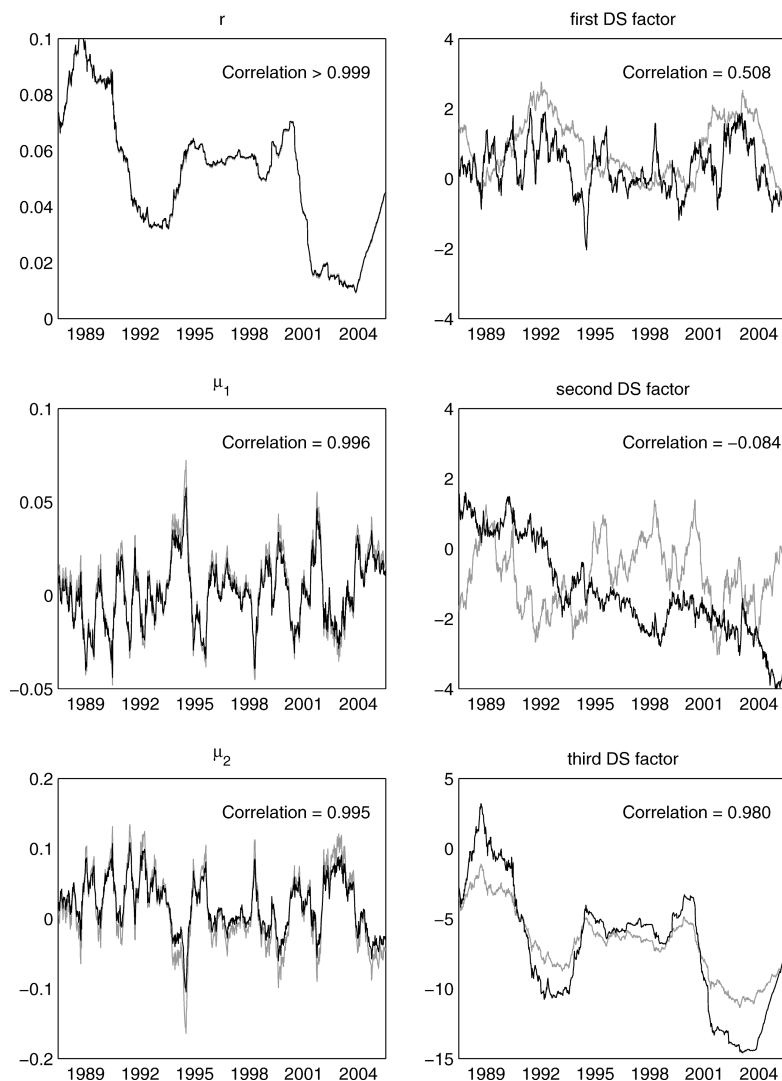 r
Correlation > 0.999
0.1
0.08
0.06
0.04
0.02
0
1989 1992 1995 1998 2001 2004
first DS factor
Correlation = 0.508
4
2
0
−2
−4
1989 1992 1995 1998 2001 2004
μ1
Correlation = 0.996
0.1
0.05
0
−0.05
1989 1992 1995 1998 2001 2004
second DS factor
Correlation = −0.084
4
2
0
−2
−4
1989 1992 1995 1998 2001 2004
μ2
Correlation = 0.995
0.2
0.1
0
−0.1
−0.2
1989 1992 1995 1998 2001 2004
third DS factor
Correlation = 0.980
5
0
−5
−10
−15
1989 1992 1995 1998 2001 2004